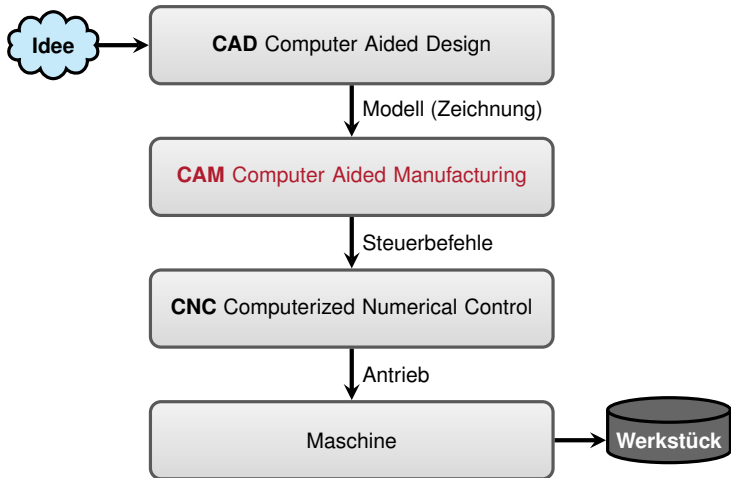 Idee
CAD Computer Aided Design
Modell (Zeichnung)
CAM Computer Aided Manufacturing
Steuerbefehle
CNC Computerized Numerical Control
Antrieb
Maschine
Werkstück